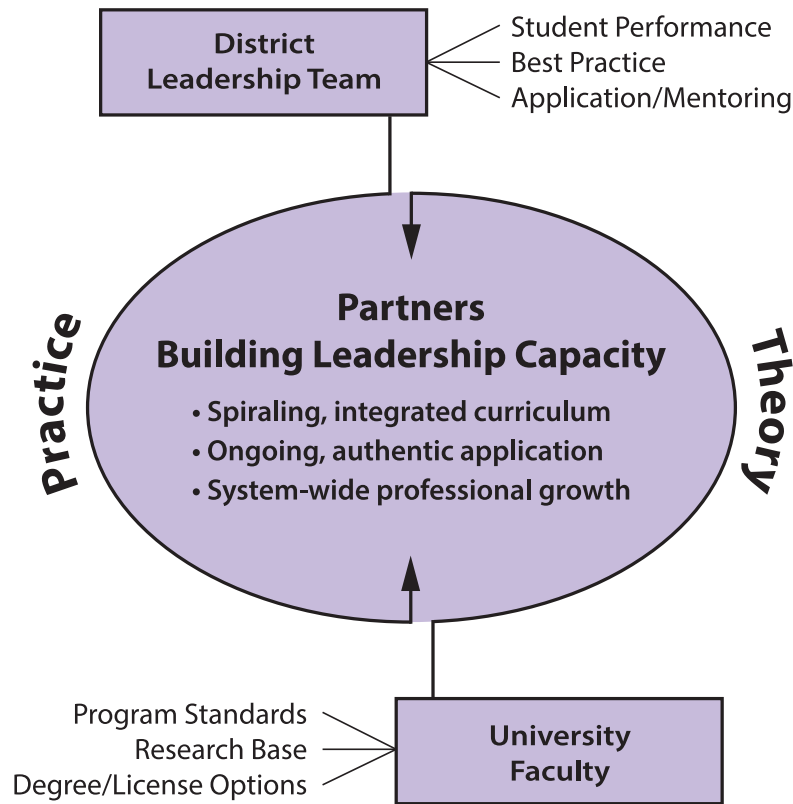 District
Leadership Team
Student Performance
Best Practice
Application/Mentoring
Practice
Partners
Building Leadership Capacity
• Spiraling, integrated curriculum
• Ongoing, authentic application
• System-wide professional growth
Theory
Program Standards
Research Base
Degree/License Options
University
Faculty